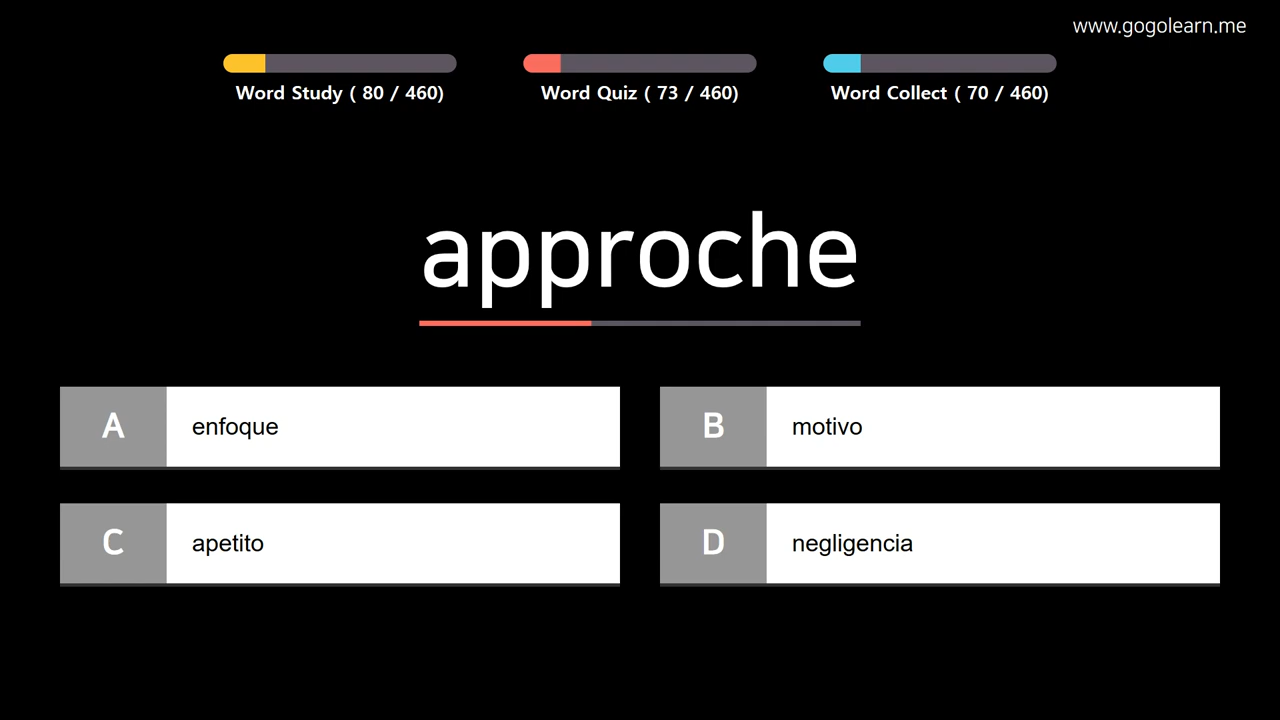 www.gogolearn.me
Word Study ( 80 / 460)
Word Quiz ( 73 / 460)
Word Collect ( 70 / 460)
approche
A enfoque
B motivo
C apetito
D negligencia